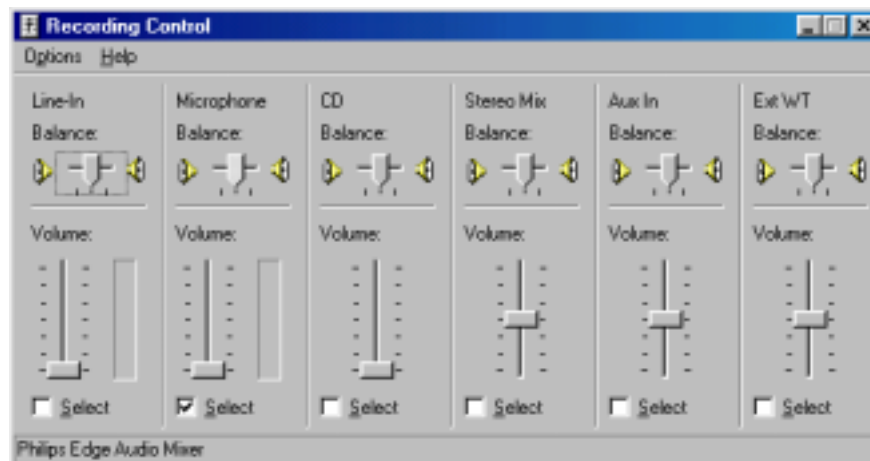 Recording Control
Options Help
Line-In Microphone CD Stereo Mix Aux In Ext WT
Balance: Balance: Balance: Balance: Balance: Balance:
Volume: Volume: Volume: Volume: Volume: Volume:
Select Select Select Select Select Select
Philips Edge Audio Mixer